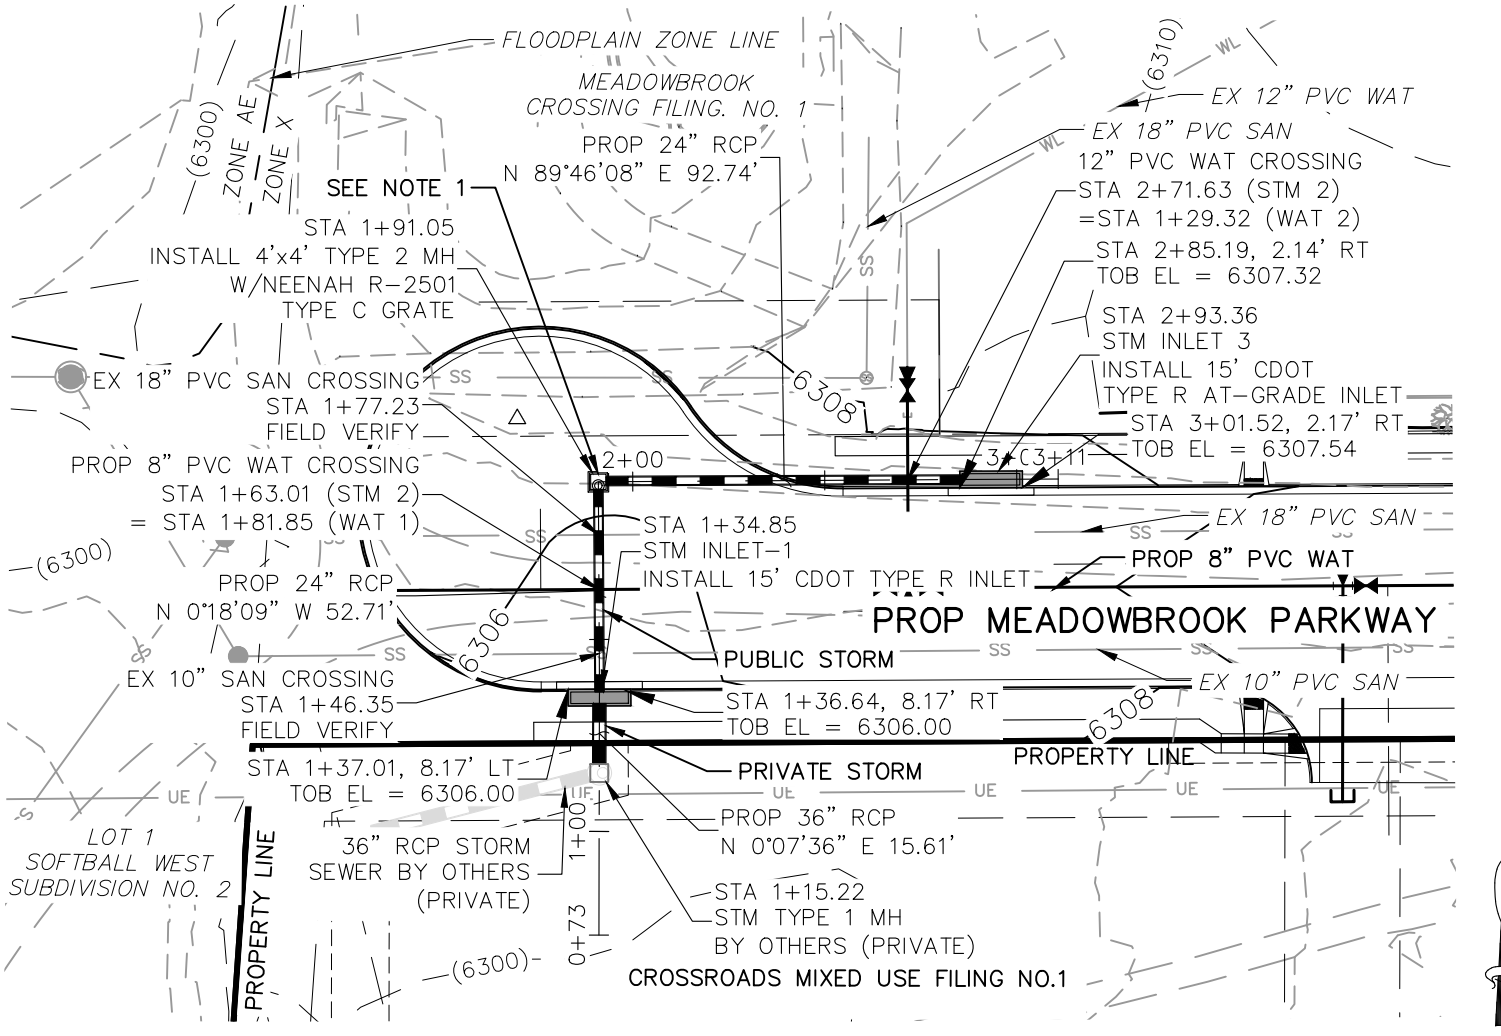 FLOODPLAIN ZONE LINE
MEADOWBROOK
CROSSING FILING. NO. 1
PROP 24" RCP
N 89°46'08" E 92.74'
(6300)
ZONE AE
ZONE X
(6310)
WL
EX 12" PVC WAT
EX 18" PVC SAN
WL
12" PVC WAT CROSSING
STA 2+71.63 (STM 2)
=STA 1+29.32 (WAT 2)
STA 2+85.19, 2.14' RT
TOB EL = 6307.32
STA 2+93.36
STM INLET 3
INSTALL 15' CDOT
TYPE R AT-GRADE INLET
STA 3+01.52, 2.17' RT
TOB EL = 6307.54
SEE NOTE 1
STA 1+91.05
INSTALL 4'x4' TYPE 2 MH
W/NEENAH R-2501
TYPE C GRATE
SS
EX 18" PVC SAN CROSSING
STA 1+77.23
FIELD VERIFY
SS
SS
6308
PROP 8" PVC WAT CROSSING
STA 1+63.01 (STM 2)
= STA 1+81.85 (WAT 1)
2+00
3+11
(6300)
SS
STA 1+34.85
STM INLET-1
INSTALL 15' CDOT TYPE R INLET
SS
EX 18" PVC SAN
SS
PROP 8" PVC WAT
PROP 24" RCP
N 0°18'09" W 52.71'
6306
PROP MEADOWBROOK PARKWAY
SS
SS
PUBLIC STORM
SS
SS
SS
EX 10" SAN CROSSING
STA 1+46.35
FIELD VERIFY
EX 10" PVC SAN
STA 1+36.64, 8.17' RT
TOB EL = 6306.00
6308
PROPERTY LINE
STA 1+37.01, 8.17' LT
TOB EL = 6306.00
PRIVATE STORM
UE
UE
UE
UE
UE
UE
PROP 36" RCP
N 0°07'36" E 15.61'
1+00
LOT 1
SOFTBALL WEST
SUBDIVISION NO. 2
PROPERTY LINE
36" RCP STORM
SEWER BY OTHERS
(PRIVATE)
STA 1+15.22
STM TYPE 1 MH
BY OTHERS (PRIVATE)
0+73
(6300)
CROSSROADS MIXED USE FILING NO.1